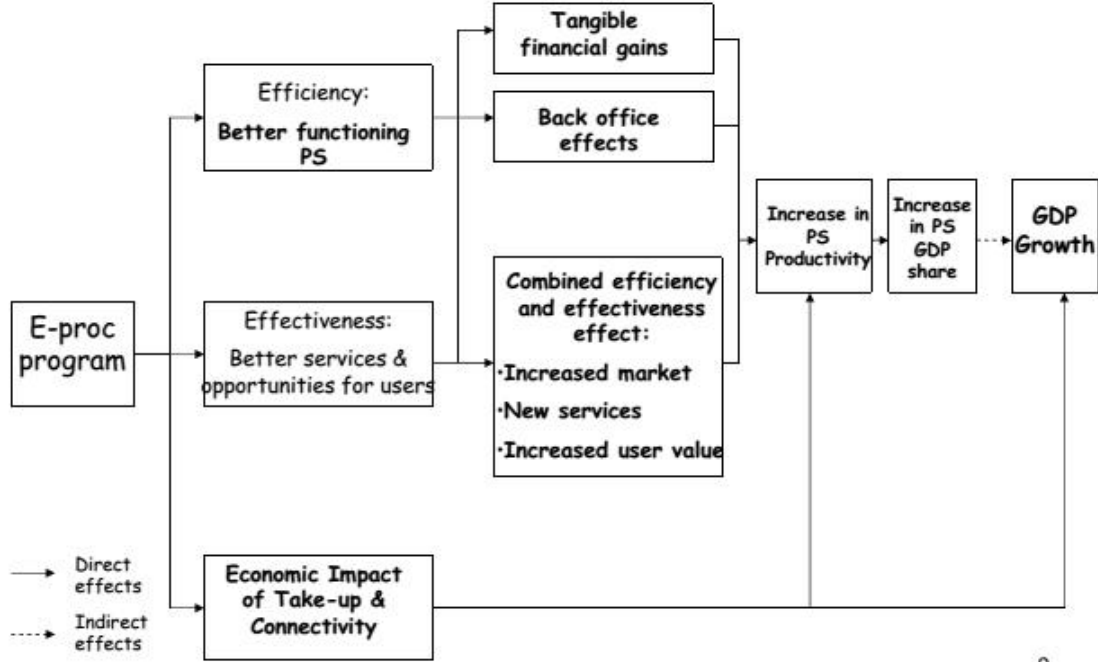 Tangible
financial gains
Efficiency:
Better functioning
PS
Back office
effects
Increase in
PS
Productivity
Increase
in PS
GDP
share
GDP
Growth
Combined efficiency
and effectiveness
effect:
·Increased market
·New services
·Increased user value
E-proc
program
Effectiveness:
Better services &
opportunities for users
Direct
effects
Indirect
effects
Economic Impact
of Take-up &
Connectivity